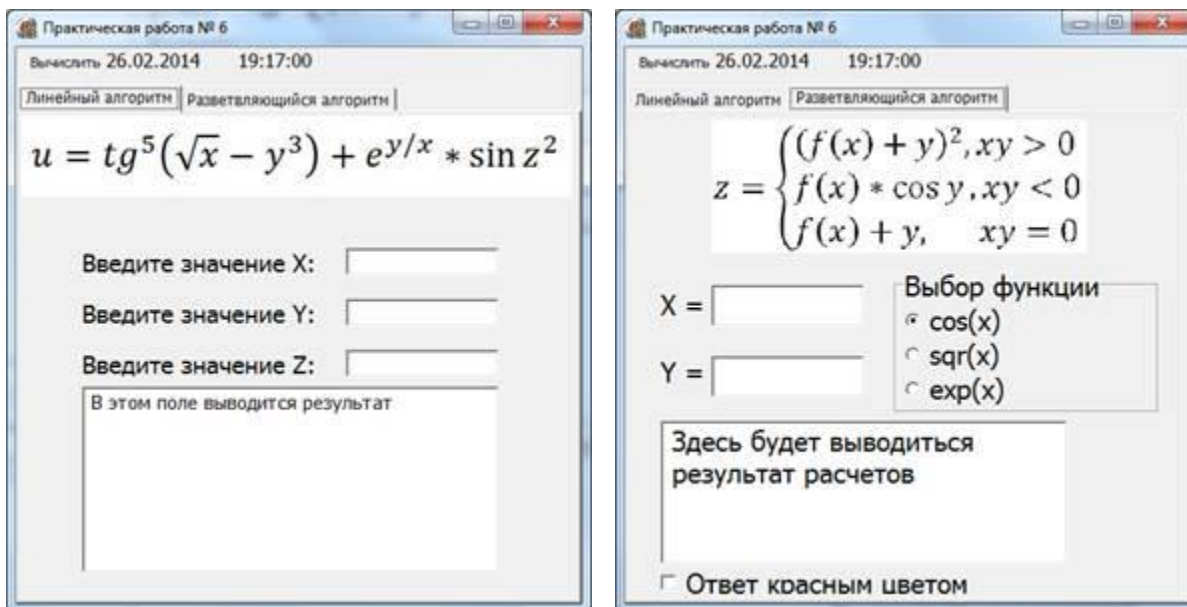 Практическая работа № 6
Вычислить 26.02.2014 19:17:00
Линейный алгоритм Разветвляющийся алгоритм
u = tg⁵(√x − y³) + e^{y/x} * sin z²
Введите значение X:
Введите значение Y:
Введите значение Z:
В этом поле выводится результат
Практическая работа № 6
Вычислить 26.02.2014 19:17:00
Линейный алгоритм Разветвляющийся алгоритм
(f(x) + y)², xy > 0
z = { f(x) * cos y, xy < 0
f(x) + y, xy = 0
Выбор функции
X =
cos(x)
sqr(x)
Y =
exp(x)
Здесь будет выводиться
результат расчетов
Ответ красным цветом